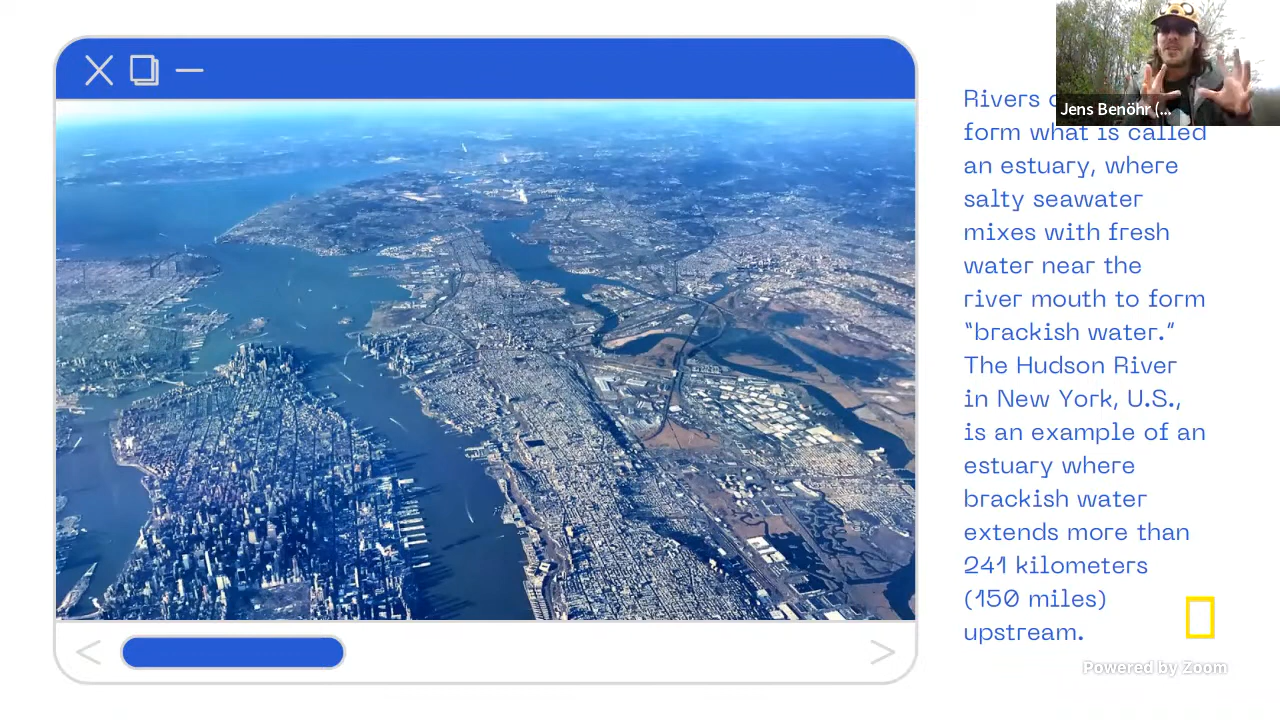 Rivers
form what is called
an estuary, where
salty seawater
mixes with fresh
water near the
river mouth to form
“brackish water.”
The Hudson River
in New York, U.S.,
is an example of an
estuary where
brackish water
extends more than
241 kilometers
(150 miles)
upstream.
Jens Benöhr (...
Powered by Zoom